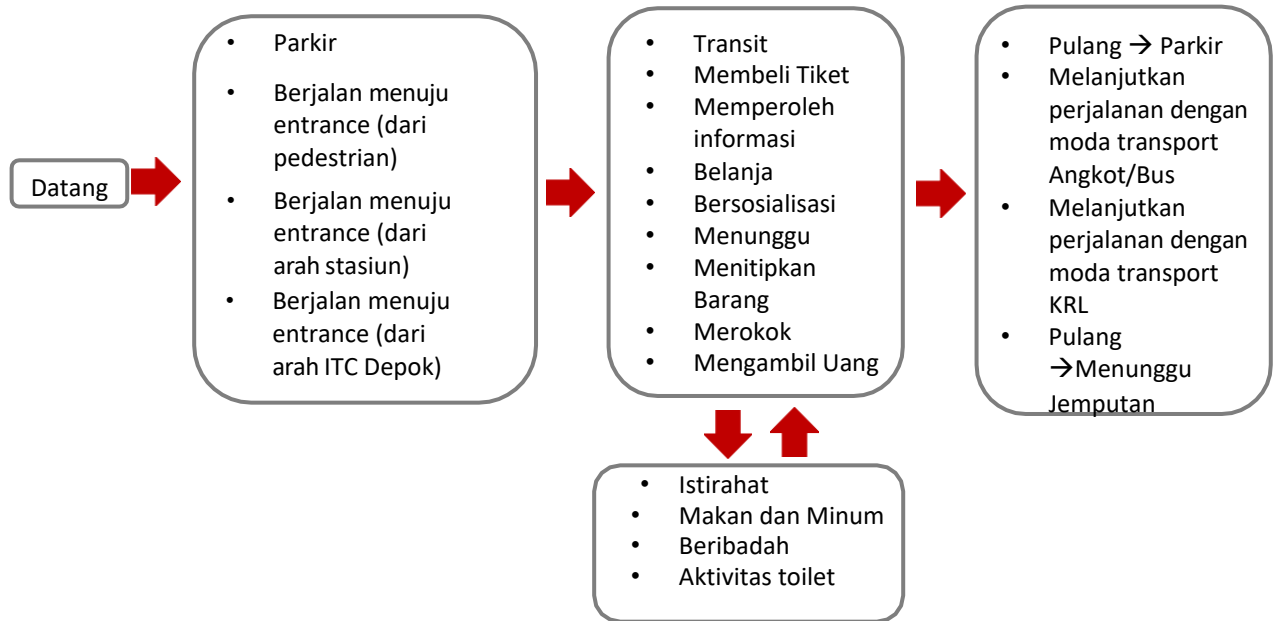 Datang
• Parkir
• Berjalan menuju
entrance (dari
pedestrian)
• Berjalan menuju
entrance (dari
arah stasiun)
• Berjalan menuju
entrance (dari
arah ITC Depok)
• Transit
• Membeli Tiket
• Memperoleh
informasi
• Belanja
• Bersosialisasi
• Menunggu
• Menitipkan
Barang
• Merokok
• Mengambil Uang
• Istirahat
• Makan dan Minum
• Beribadah
• Aktivitas toilet
• Pulang → Parkir
• Melanjutkan
perjalanan dengan
moda transport
Angkot/Bus
• Melanjutkan
perjalanan dengan
moda transport
KRL
• Pulang
→Menunggu
Jemputan